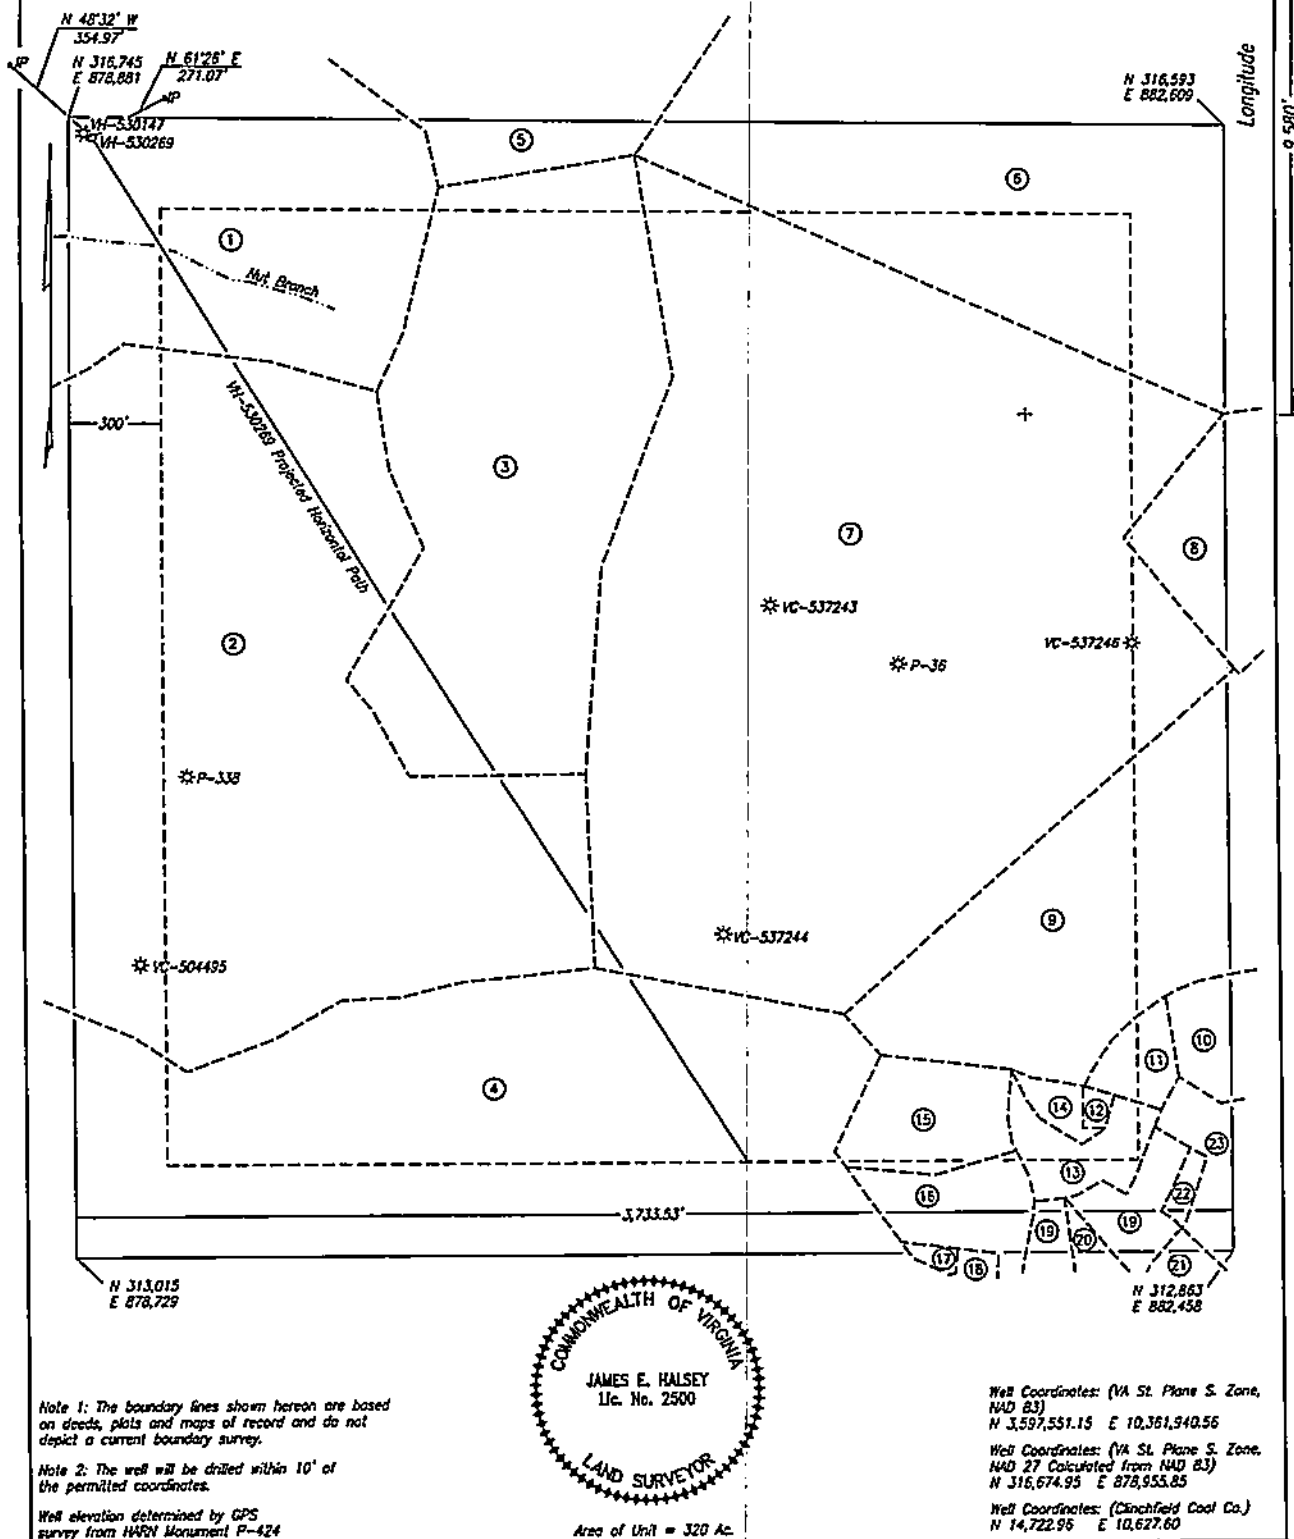 N 48°32' W
354.97'
IP
N 316,745
E 878,881
N 61°26' E
271.07'
IP
N 316,593
E 882,609
Longitude
9,580'
VH-530147
VH-530269
5
6
1
Nut Branch
300'
VH-530269 Projected Horizontal Path
3
7
8
2
VC-537243
VC-537246
P-36
P-338
9
VC-537244
VC-504495
10
11
4
14
12
15
23
13
16
22
3,733.53'
19
19
20
17
18
21
N 313,015
E 878,729
N 312,863
E 882,458
COMMONWEALTH OF VIRGINIA
JAMES E. HALSEY
Lic. No. 2500
LAND SURVEYOR
Note 1: The boundary lines shown hereon are based
on deeds, plats and maps of record and do not
depict a current boundary survey.
Note 2: The well will be drilled within 10' of
the permitted coordinates.
Well elevation determined by GPS
survey from HARN Monument P-424
Area of Unit = 320 Ac.
Well Coordinates: (VA St. Plane S. Zone,
NAD 83)
N 3,597,551.15 E 10,361,940.56
Well Coordinates: (VA St. Plane S. Zone,
NAD 27 Calculated from NAD 83)
N 316,674.95 E 878,955.85
Well Coordinates: (Clinchfield Coal Co.)
N 14,722.96 E 10,627.60